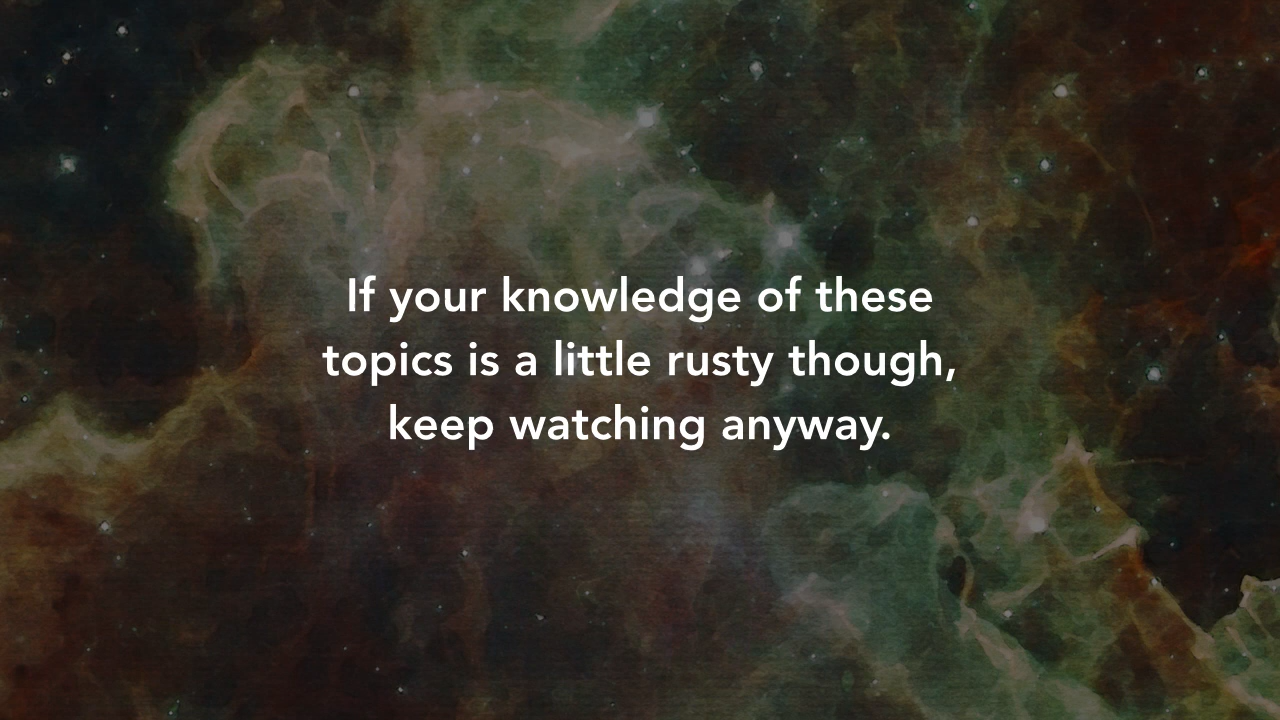 If your knowledge of these
topics is a little rusty though,
keep watching anyway.